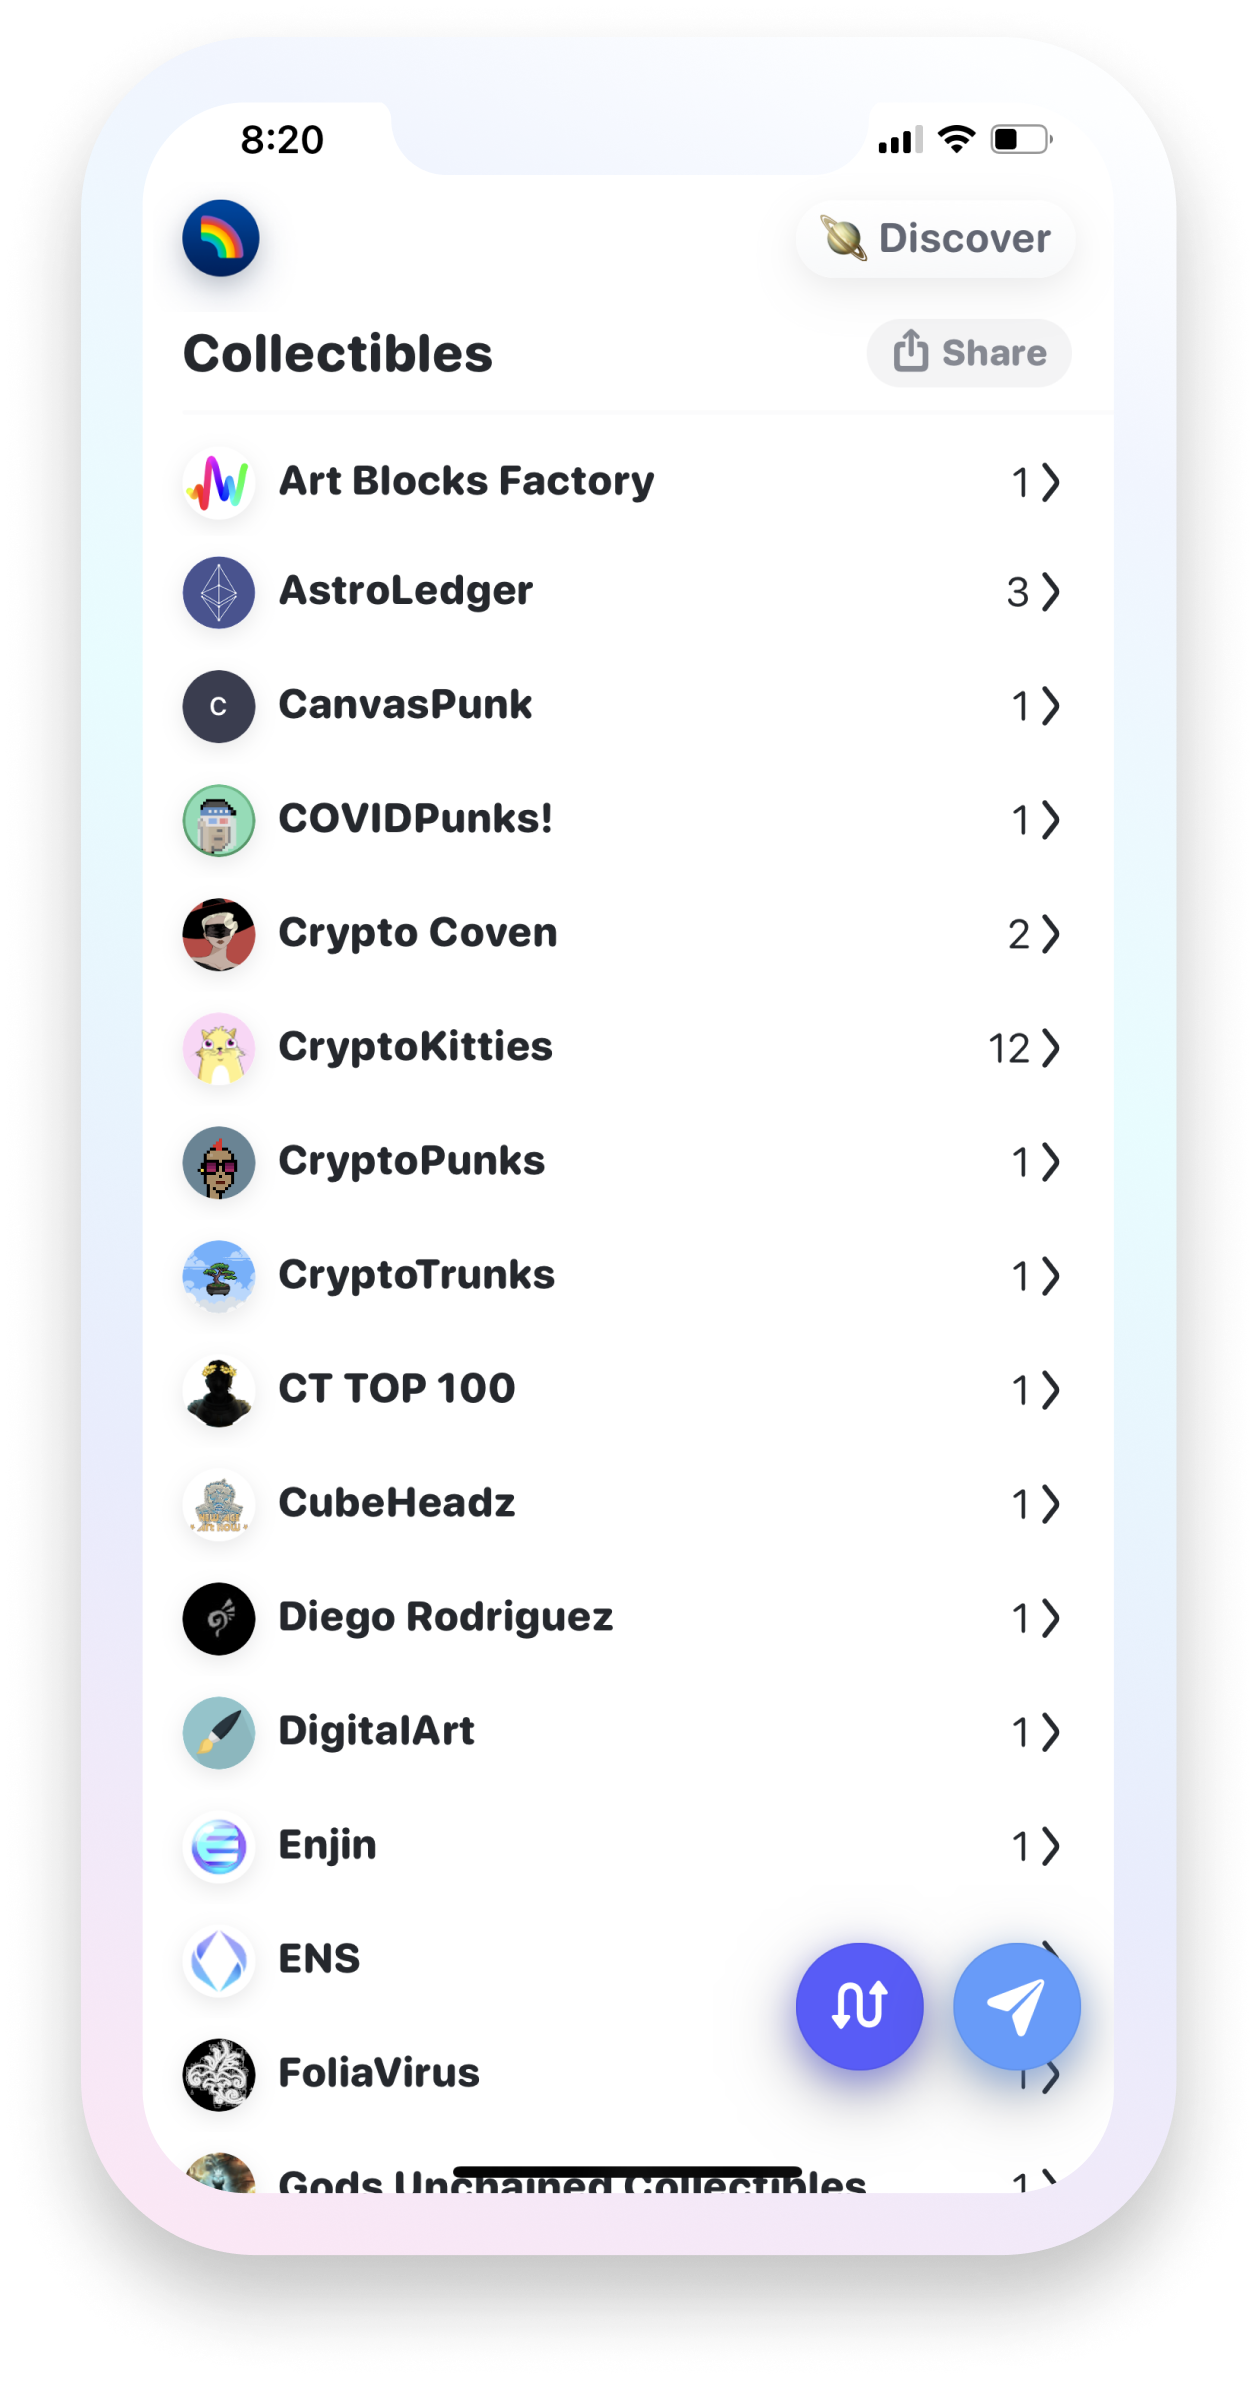 8:20
Discover
Collectibles
Share
Art Blocks Factory 1
AstroLedger 3
C
CanvasPunk 1
COVIDPunks! 1
Crypto Coven 2
CryptoKitties 12
CryptoPunks 1
CryptoTrunks 1
CT TOP 100 1
CubeHeadz 1
Diego Rodriguez 1
DigitalArt 1
Enjin 1
ENS
FoliaVirus 1
Gods Unchained Collectibles 1